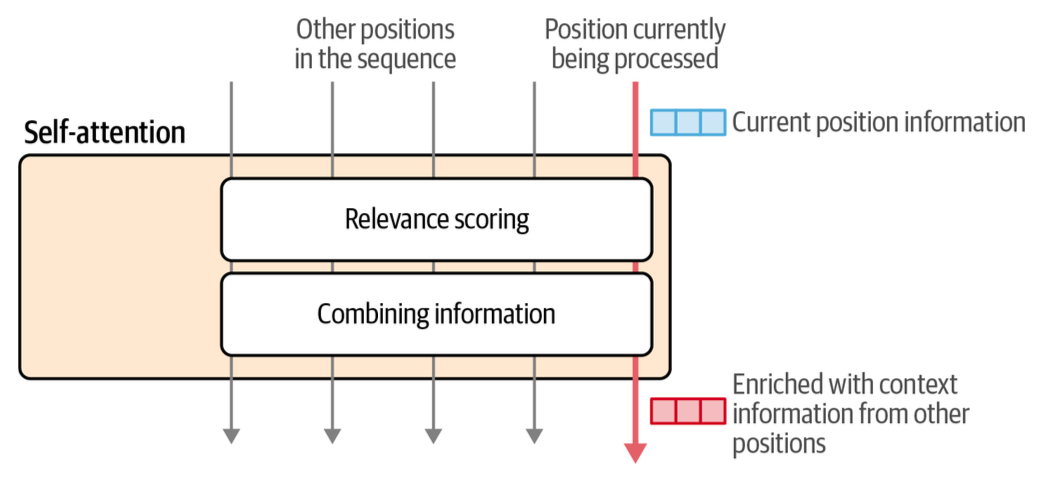 Other positions
in the sequence
Position currently
being processed
Current position information
Self-attention
Relevance scoring
Combining information
Enriched with context
information from other
positions